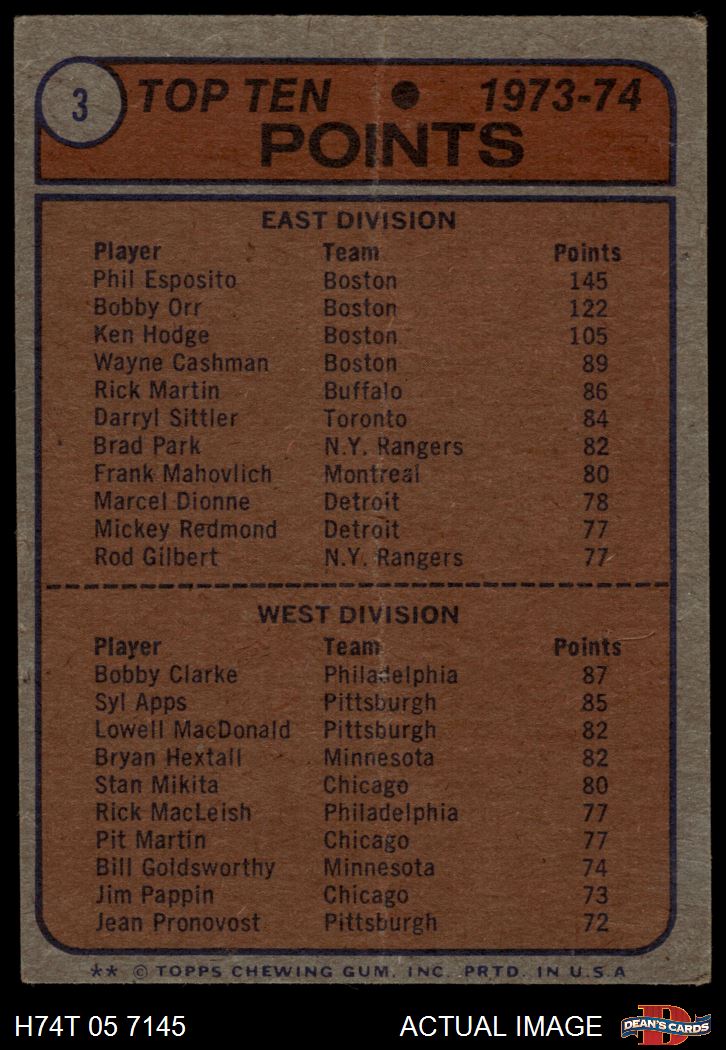 3
TOP TEN ● 1973-74
POINTS
EAST DIVISION
Player Team Points
Phil Esposito Boston 145
Bobby Orr Boston 122
Ken Hodge Boston 105
Wayne Cashman Boston 89
Rick Martin Buffalo 86
Darryl Sittler Toronto 84
Brad Park N.Y. Rangers 82
Frank Mahovlich Montreal 80
Marcel Dionne Detroit 78
Mickey Redmond Detroit 77
Rod Gilbert N.Y. Rangers 77
WEST DIVISION
Player Team Points
Bobby Clarke Philadelphia 87
Syl Apps Pittsburgh 85
Lowell MacDonald Pittsburgh 82
Bryan Hextall Minnesota 82
Stan Mikita Chicago 80
Rick MacLeish Philadelphia 77
Pit Martin Chicago 77
Bill Goldsworthy Minnesota 74
Jim Pappin Chicago 73
Jean Pronovost Pittsburgh 72
** © TOPPS CHEWING GUM, INC. PRTD. IN U.S.A
H74T 05 7145 ACTUAL IMAGE
D
DEAN'S CARDS